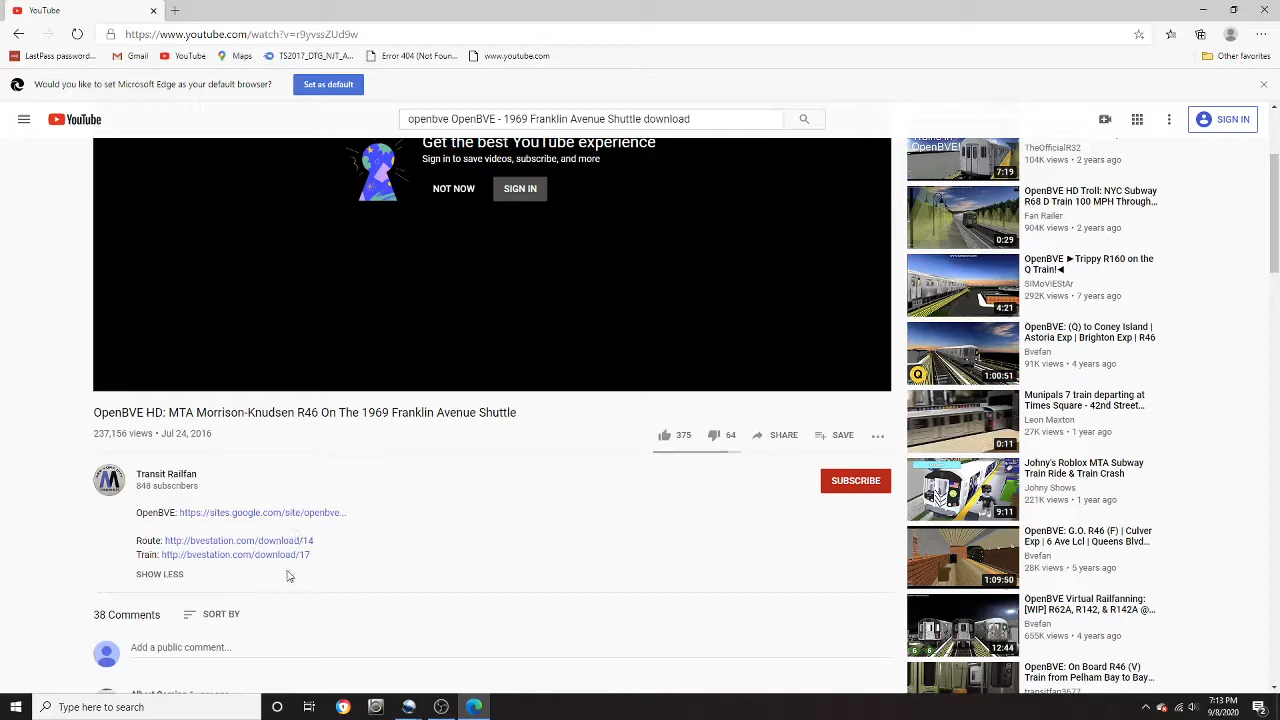 YouTube
https://www.youtube.com/watch?v=r9yvssZUd9w
LastPass password...
Gmail
YouTube
Maps
TS2017_DTG_NJT_A...
Error 404 (Not Foun...
www.youtube.com
Other favorites
Would you like to set Microsoft Edge as your default browser?
Set as default
YouTube
openbve OpenBVE - 1969 Franklin Avenue Shuttle download
SIGN IN
Get the best YouTube experience
Sign in to save videos, subscribe, and more
NOT NOW
SIGN IN
OpenBVE HD: MTA Morrison-Knudsen R46 On The 1969 Franklin Avenue Shuttle
237,156 views • Jul 24, 2016
375
64
SHARE
SAVE
Transit Railfan
848 subscribers
SUBSCRIBE
OpenBVE: https://sites.google.com/site/openbve...
Route: http://bvestation.com/download/14
Train: http://bvestation.com/download/17
SHOW LESS
38 Comments
SORT BY
Add a public comment...
OpenBVE!
7:19
TheOfficialR32
104K views • 2 years ago
0:29
OpenBVE HD Troll: NYC Subway
R68 D Train 100 MPH Through...
Fan Railer
904K views • 2 years ago
4:21
OpenBVE ►Trippy R160 on the
Q Train!◄
SIMoViEStAr
292K views • 7 years ago
Q
1:00:51
OpenBVE: (Q) to Coney Island |
Astoria Exp | Brighton Exp | R46
Bvefan
91K views • 4 years ago
0:11
Munipals 7 train departing at
Times Square - 42nd Street...
Leon Maxton
27K views • 1 year ago
9:11
Johny's Roblox MTA Subway
Train Ride & Train Crash
Johny Shows
221K views • 1 year ago
1:09:50
OpenBVE: G.O. R46 (F) | Culver
Exp | 6 Ave Lcl | Queens Blvd...
Bvefan
28K views • 5 years ago
6 6
12:44
OpenBVE Virtual Railfanning:
[WIP] R62A, R142, & R142A @...
Bvefan
655K views • 4 years ago
OpenBVE: On Board R46 (V)
Train from Pelham Bay to Bay...
transitfan3677
Type here to search
7:13 PM
9/8/2020
2